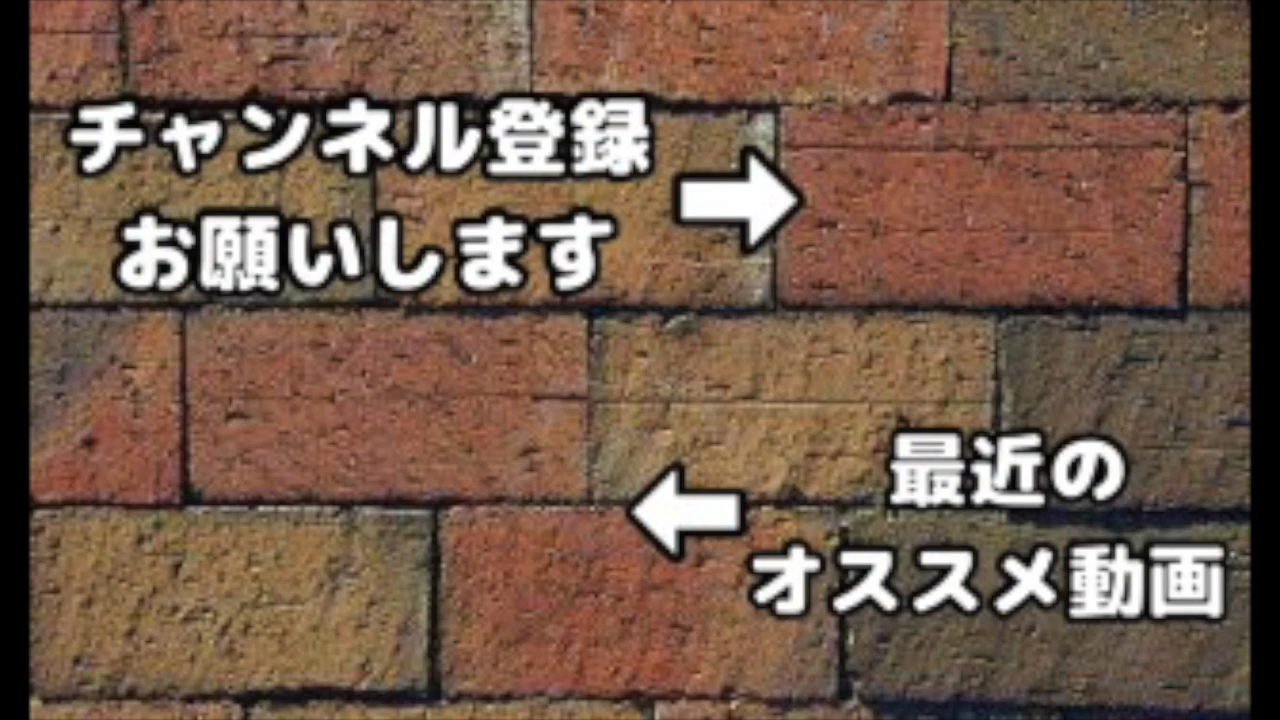 チャンネル登録
お願いします
最近の
オススメ動画